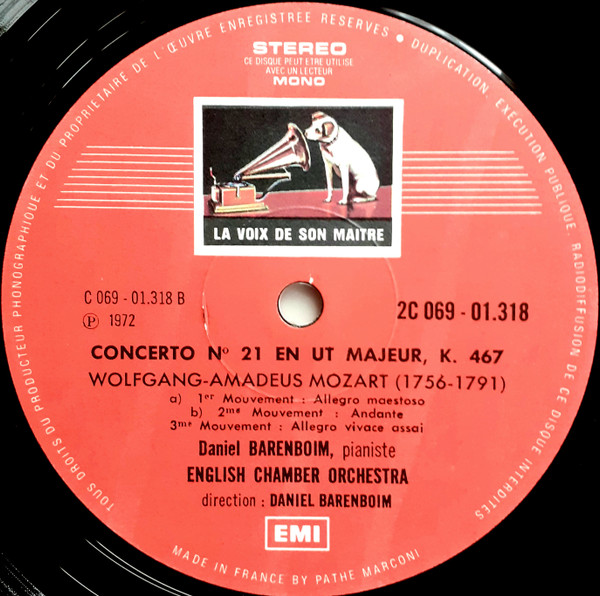 TOUS DROITS DU PRODUCTEUR PHONOGRAPHIQUE ET DU PROPRIETAIRE DE L'ŒUVRE ENREGISTREE RESERVES • DUPLICATION, EXECUTION PUBLIQUE, RADIODIFFUSION DE CE DISQUE INTERDITES
STEREO
CE DISQUE PEUT ETRE UTILISE
AVEC UN LECTEUR
MONO
LA VOIX DE SON MAITRE
C 069 - 01.318 B
2C 069 - 01.318
Ⓟ 1972
CONCERTO Nº 21 EN UT MAJEUR, K. 467
WOLFGANG-AMADEUS MOZART (1756-1791)
a) 1er Mouvement : Allegro maestoso
b) 2me Mouvement : Andante
3me Mouvement : Allegro vivace assai
Daniel BARENBOIM, pianiste
ENGLISH CHAMBER ORCHESTRA
direction : DANIEL BARENBOIM
EMI
MADE IN FRANCE BY PATHE MARCONI